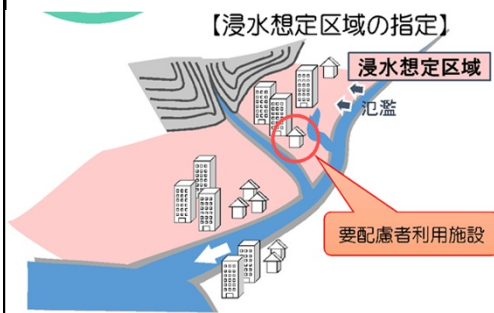 【浸水想定区域の指定】
浸水想定区域
氾濫
要配慮者利用施設